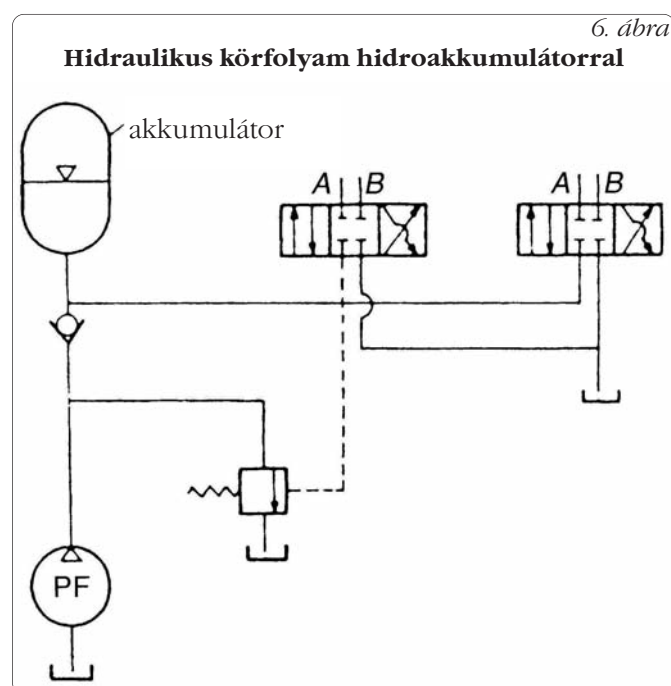 6. ábra
Hidraulikus körfolyam hidroakkumulátorral
akkumulátor
A B
A B
PF